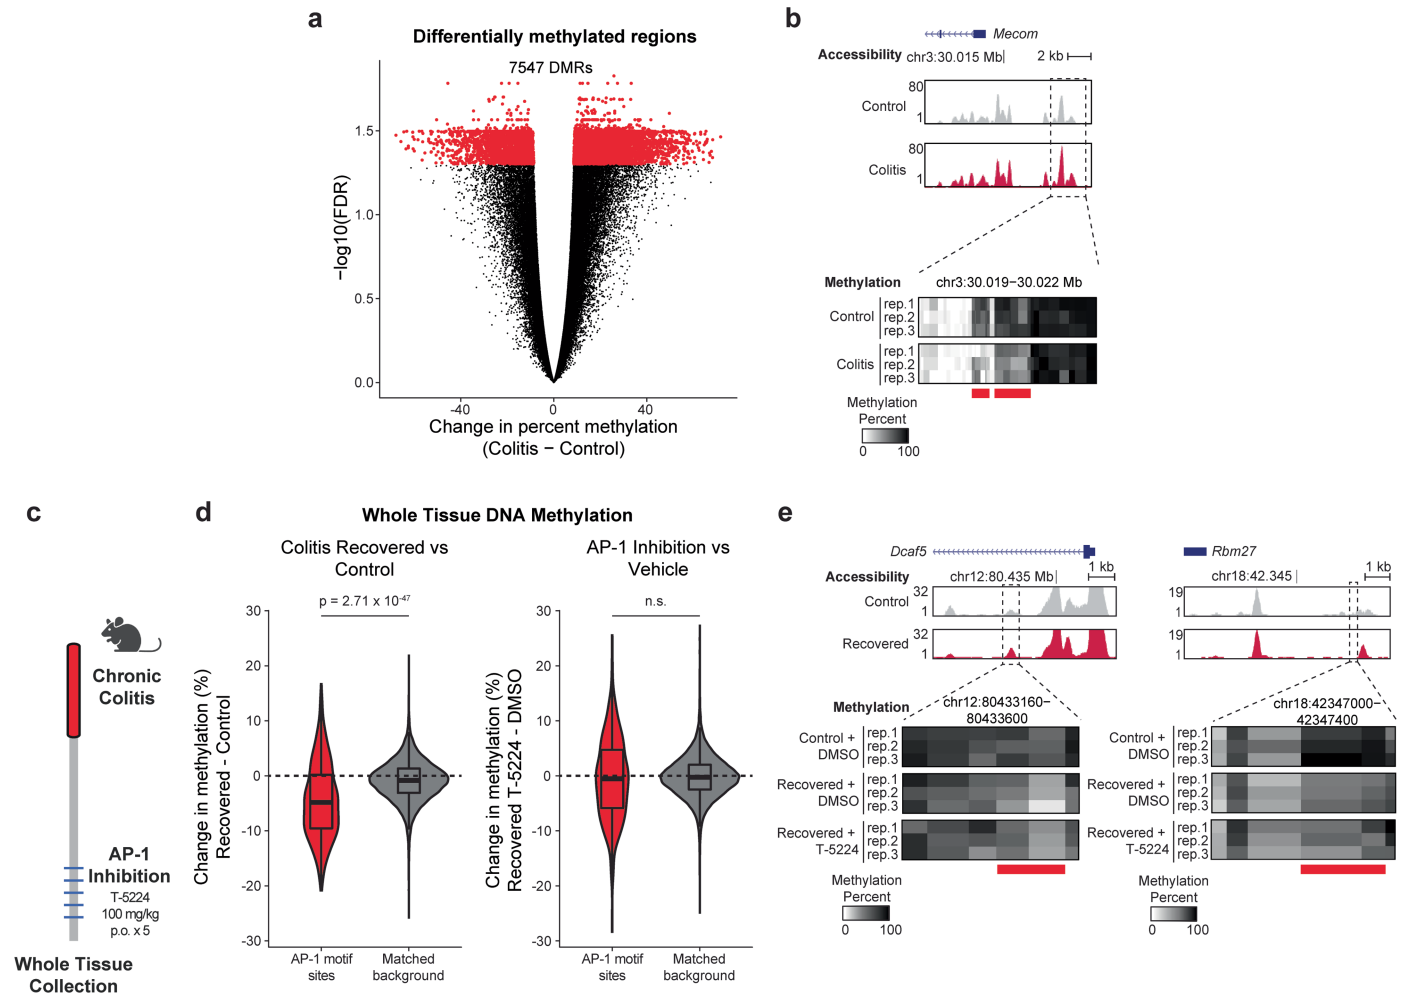 a
Differentially methylated regions
7547 DMRs
−log10(FDR)
1.5
1.0
0.5
0.0
-40
0
40
Change in percent methylation
(Colitis − Control)
b
Mecom
Accessibility
chr3:30.015 Mb
2 kb
Control
80
1
Colitis
80
1
Methylation
chr3:30.019−30.022 Mb
Control
rep.1
rep.2
rep.3
Colitis
rep.1
rep.2
rep.3
Methylation
Percent
0
100
c
Chronic
Colitis
AP-1
Inhibition
T-5224
100 mg/kg
p.o. x 5
Whole Tissue
Collection
d
Whole Tissue DNA Methylation
Colitis Recovered vs
Control
p = 2.71 x 10-47
Change in methylation (%)
Recovered - Control
30
20
10
0
-10
-20
-30
AP-1 motif
sites
Matched
background
AP-1 Inhibition vs
Vehicle
n.s.
Change in methylation (%)
Recovered T-5224 - DMSO
30
20
10
0
-10
-20
-30
AP-1 motif
sites
Matched
background
e
Dcaf5
Accessibility
chr12:80.435 Mb
1 kb
Control
32
1
Recovered
32
1
Methylation
chr12:80433160−
80433600
Control +
DMSO
rep.1
rep.2
rep.3
Recovered +
DMSO
rep.1
rep.2
rep.3
Recovered +
T-5224
rep.1
rep.2
rep.3
Methylation
Percent
0
100
Rbm27
chr18:42.345
1 kb
19
1
19
1
chr18:42347000−
42347400
Control +
DMSO
rep.1
rep.2
rep.3
Recovered +
DMSO
rep.1
rep.2
rep.3
Recovered +
T-5224
rep.1
rep.2
rep.3
Methylation
Percent
0
100